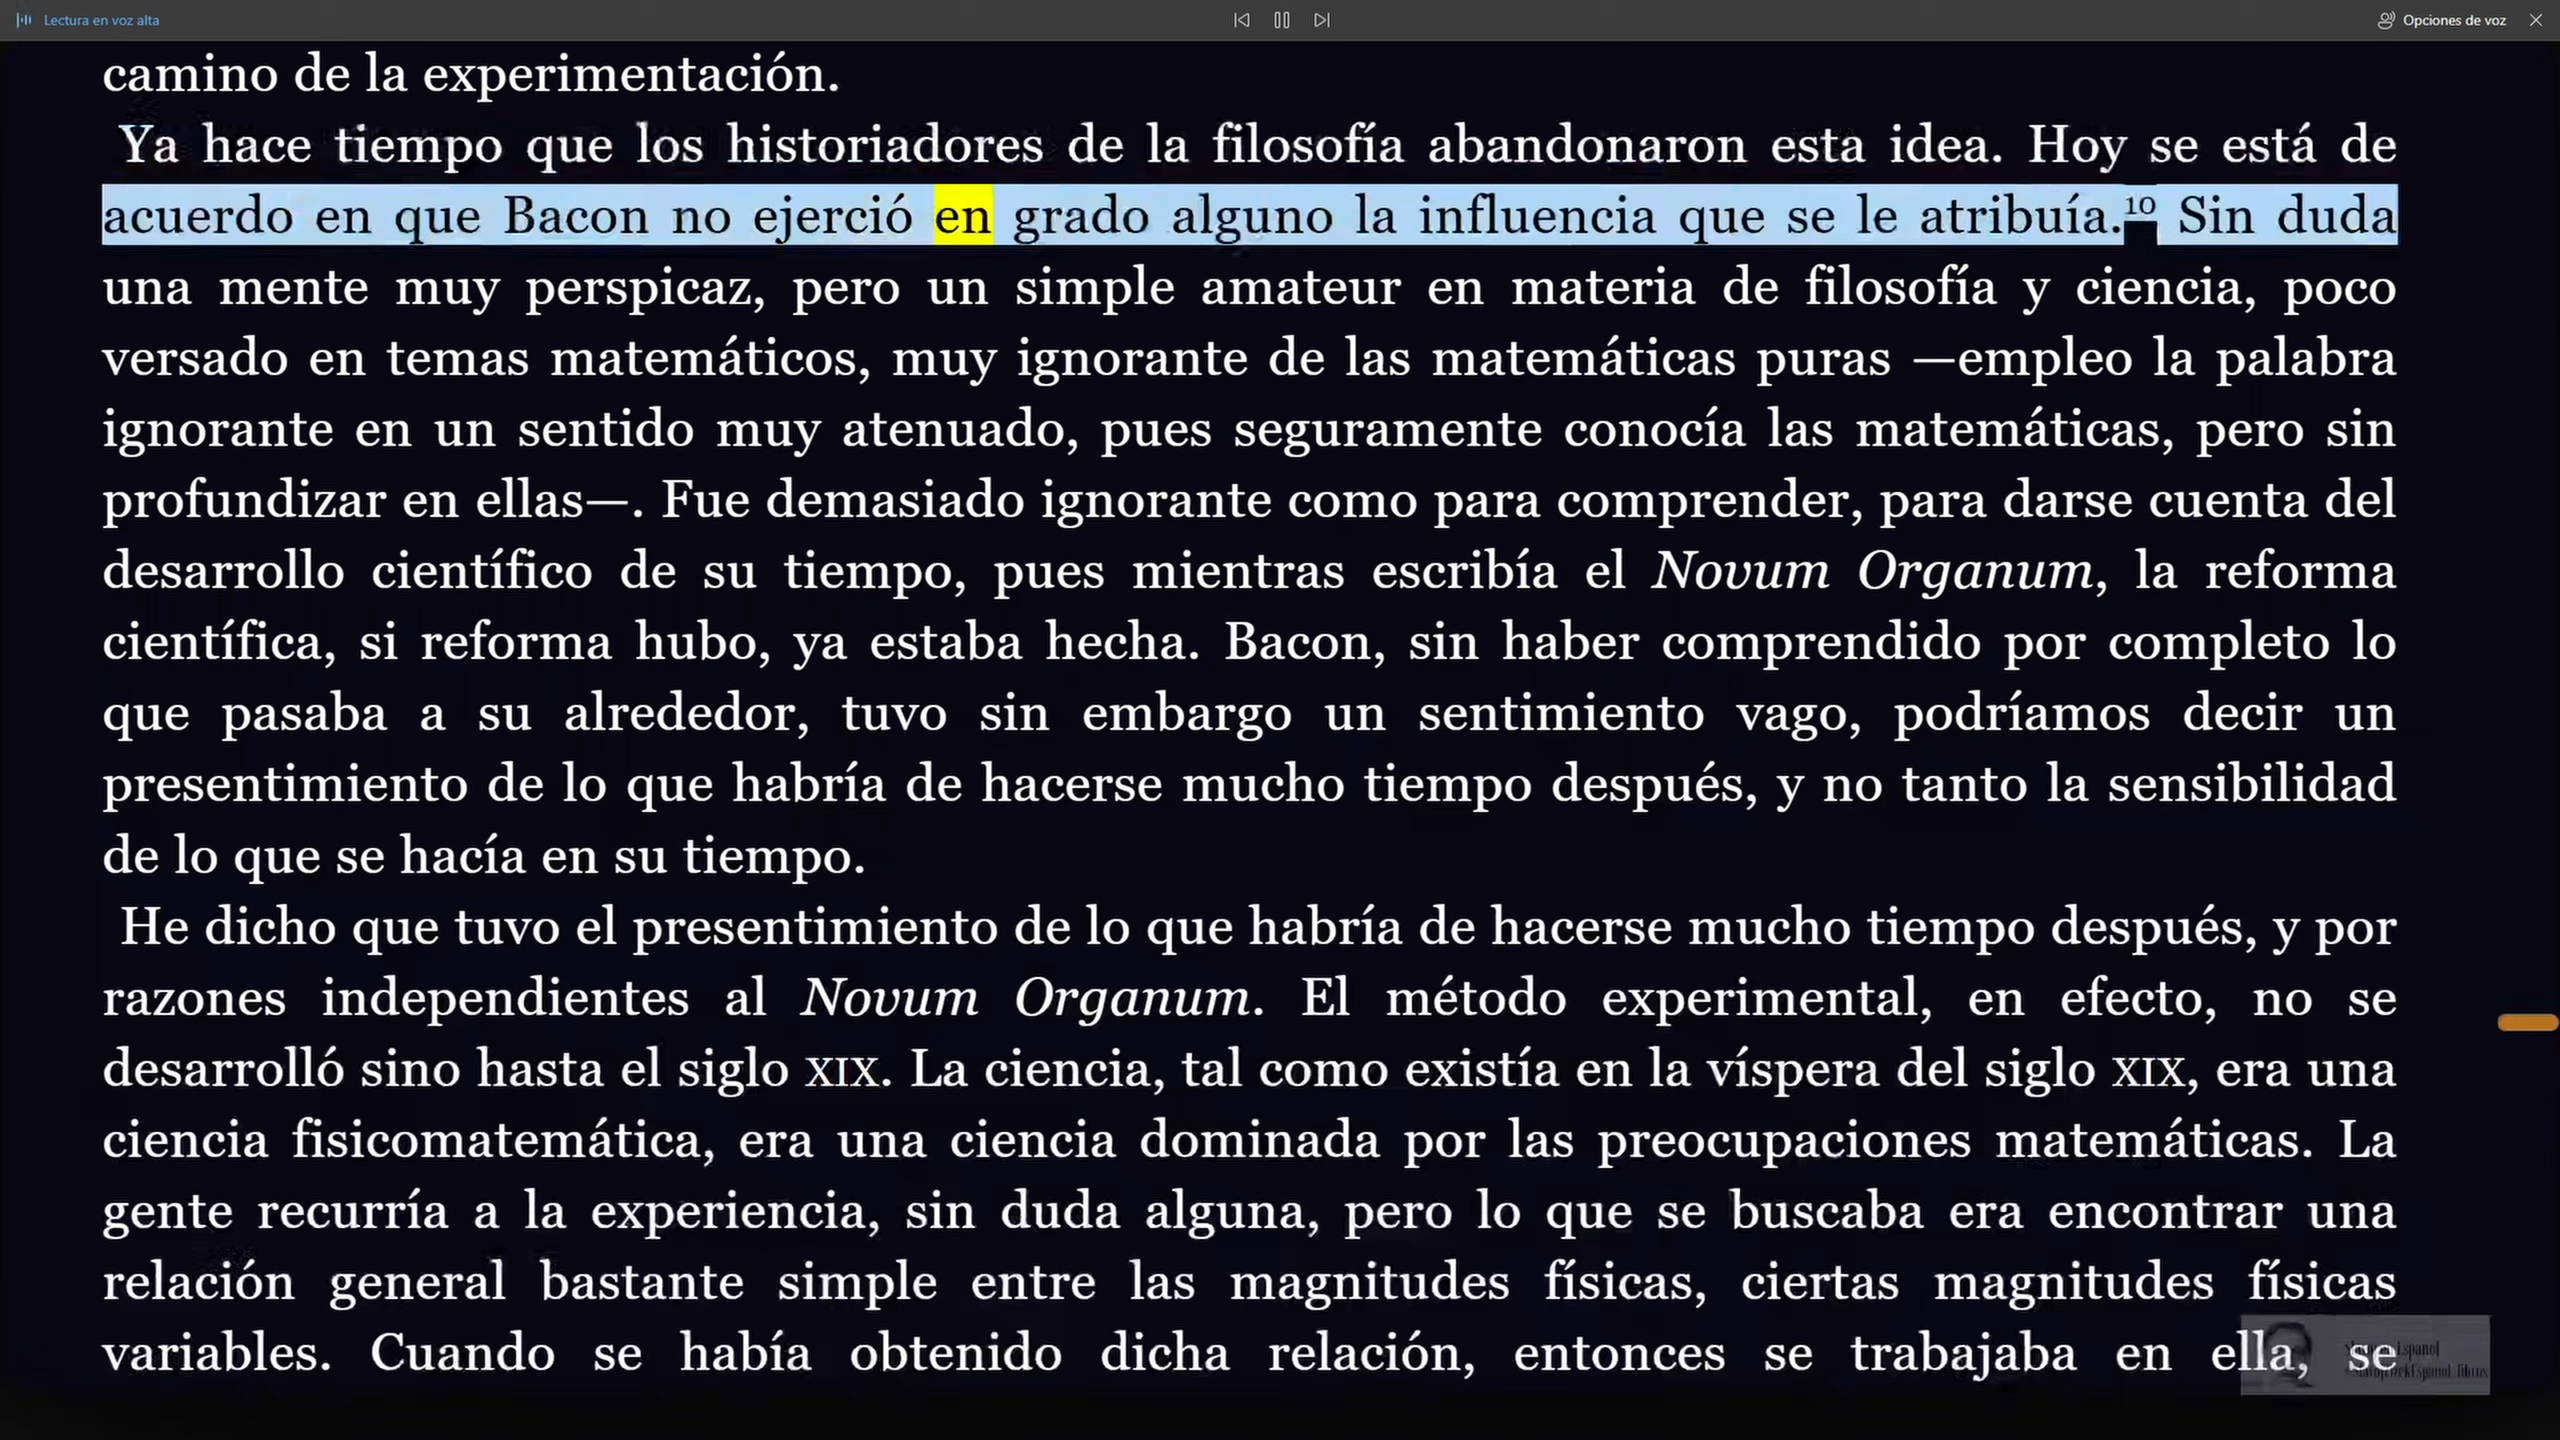 Lectura en voz alta
Opciones de voz
camino de la experimentación.
Ya hace tiempo que los historiadores de la filosofía abandonaron esta idea. Hoy se está de
acuerdo en que Bacon no ejerció en grado alguno la influencia que se le atribuía.¹⁰ Sin duda
una mente muy perspicaz, pero un simple amateur en materia de filosofía y ciencia, poco
versado en temas matemáticos, muy ignorante de las matemáticas puras —empleo la palabra
ignorante en un sentido muy atenuado, pues seguramente conocía las matemáticas, pero sin
profundizar en ellas—. Fue demasiado ignorante como para comprender, para darse cuenta del
desarrollo científico de su tiempo, pues mientras escribía el Novum Organum, la reforma
científica, si reforma hubo, ya estaba hecha. Bacon, sin haber comprendido por completo lo
que pasaba a su alrededor, tuvo sin embargo un sentimiento vago, podríamos decir un
presentimiento de lo que habría de hacerse mucho tiempo después, y no tanto la sensibilidad
de lo que se hacía en su tiempo.
He dicho que tuvo el presentimiento de lo que habría de hacerse mucho tiempo después, y por
razones independientes al Novum Organum. El método experimental, en efecto, no se
desarrolló sino hasta el siglo XIX. La ciencia, tal como existía en la víspera del siglo XIX, era una
ciencia fisicomatemática, era una ciencia dominada por las preocupaciones matemáticas. La
gente recurría a la experiencia, sin duda alguna, pero lo que se buscaba era encontrar una
relación general bastante simple entre las magnitudes físicas, ciertas magnitudes físicas
variables. Cuando se había obtenido dicha relación, entonces se trabajaba en ella, se